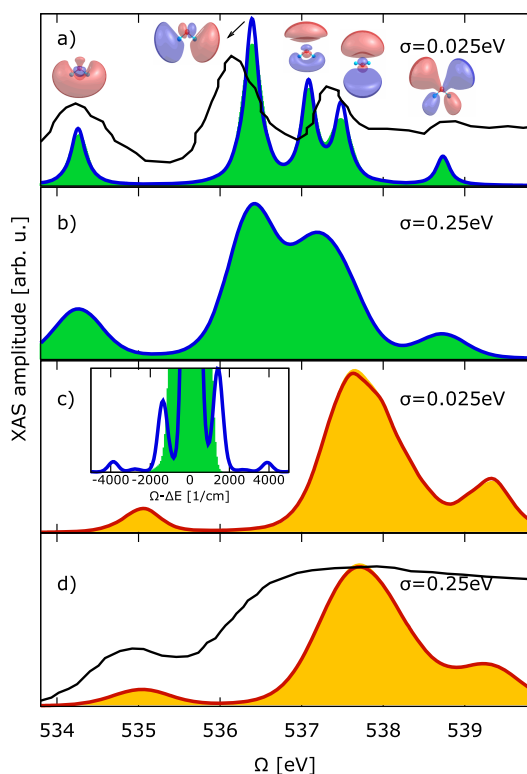 a)
σ=0.025eV
b)
σ=0.25eV
XAS amplitude [arb. u.]
c)
σ=0.025eV
-4000 -2000 0 2000 4000
Ω-ΔE [1/cm]
d)
σ=0.25eV
534 535 536 537 538 539
Ω [eV]